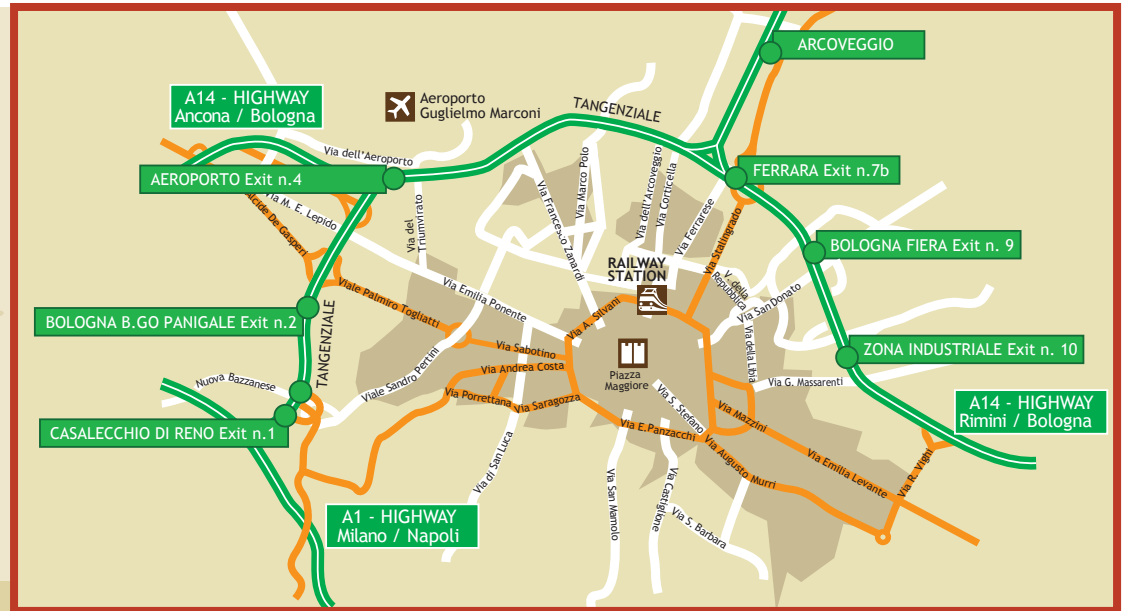 ARCOVEGGIO
A14 - HIGHWAY
Ancona / Bologna
Aeroporto
Guglielmo Marconi
TANGENZIALE
Via dell'Aeroporto
AEROPORTO Exit n.4
FERRARA Exit n.7b
Via M. E. Lepido
Alcide De Gasperi
Via del
Triumvirato
Via Francesco Zanardi
Via Marco Polo
Via dell'Arcoveggio
Via Corticella
Via Ferrarese
Via Stalingrado
BOLOGNA FIERA Exit n. 9
RAILWAY
STATION
V. della
Repubblica
Via San Donato
Viale Palmiro Togliatti
Via Emilia Ponente
Via A. Silvani
BOLOGNA B.GO PANIGALE Exit n.2
TANGENZIALE
Via Sabotino
Via Andrea Costa
Piazza
Maggiore
Via della Libia
ZONA INDUSTRIALE Exit n. 10
Nuova Bazzanese
Viale Sandro Pertini
Via Porrettana
Via Saragozza
Via S. Stefano
Via G. Massarenti
A14 - HIGHWAY
Rimini / Bologna
CASALECCHIO DI RENO Exit n.1
Via E.Panzacchi
Via Mazzini
Via di San Luca
Via San Mamolo
Via Castiglione
Via Augusto Murri
Via Emilia Levante
Via R. Vighi
Via S. Barbara
A1 - HIGHWAY
Milano / Napoli